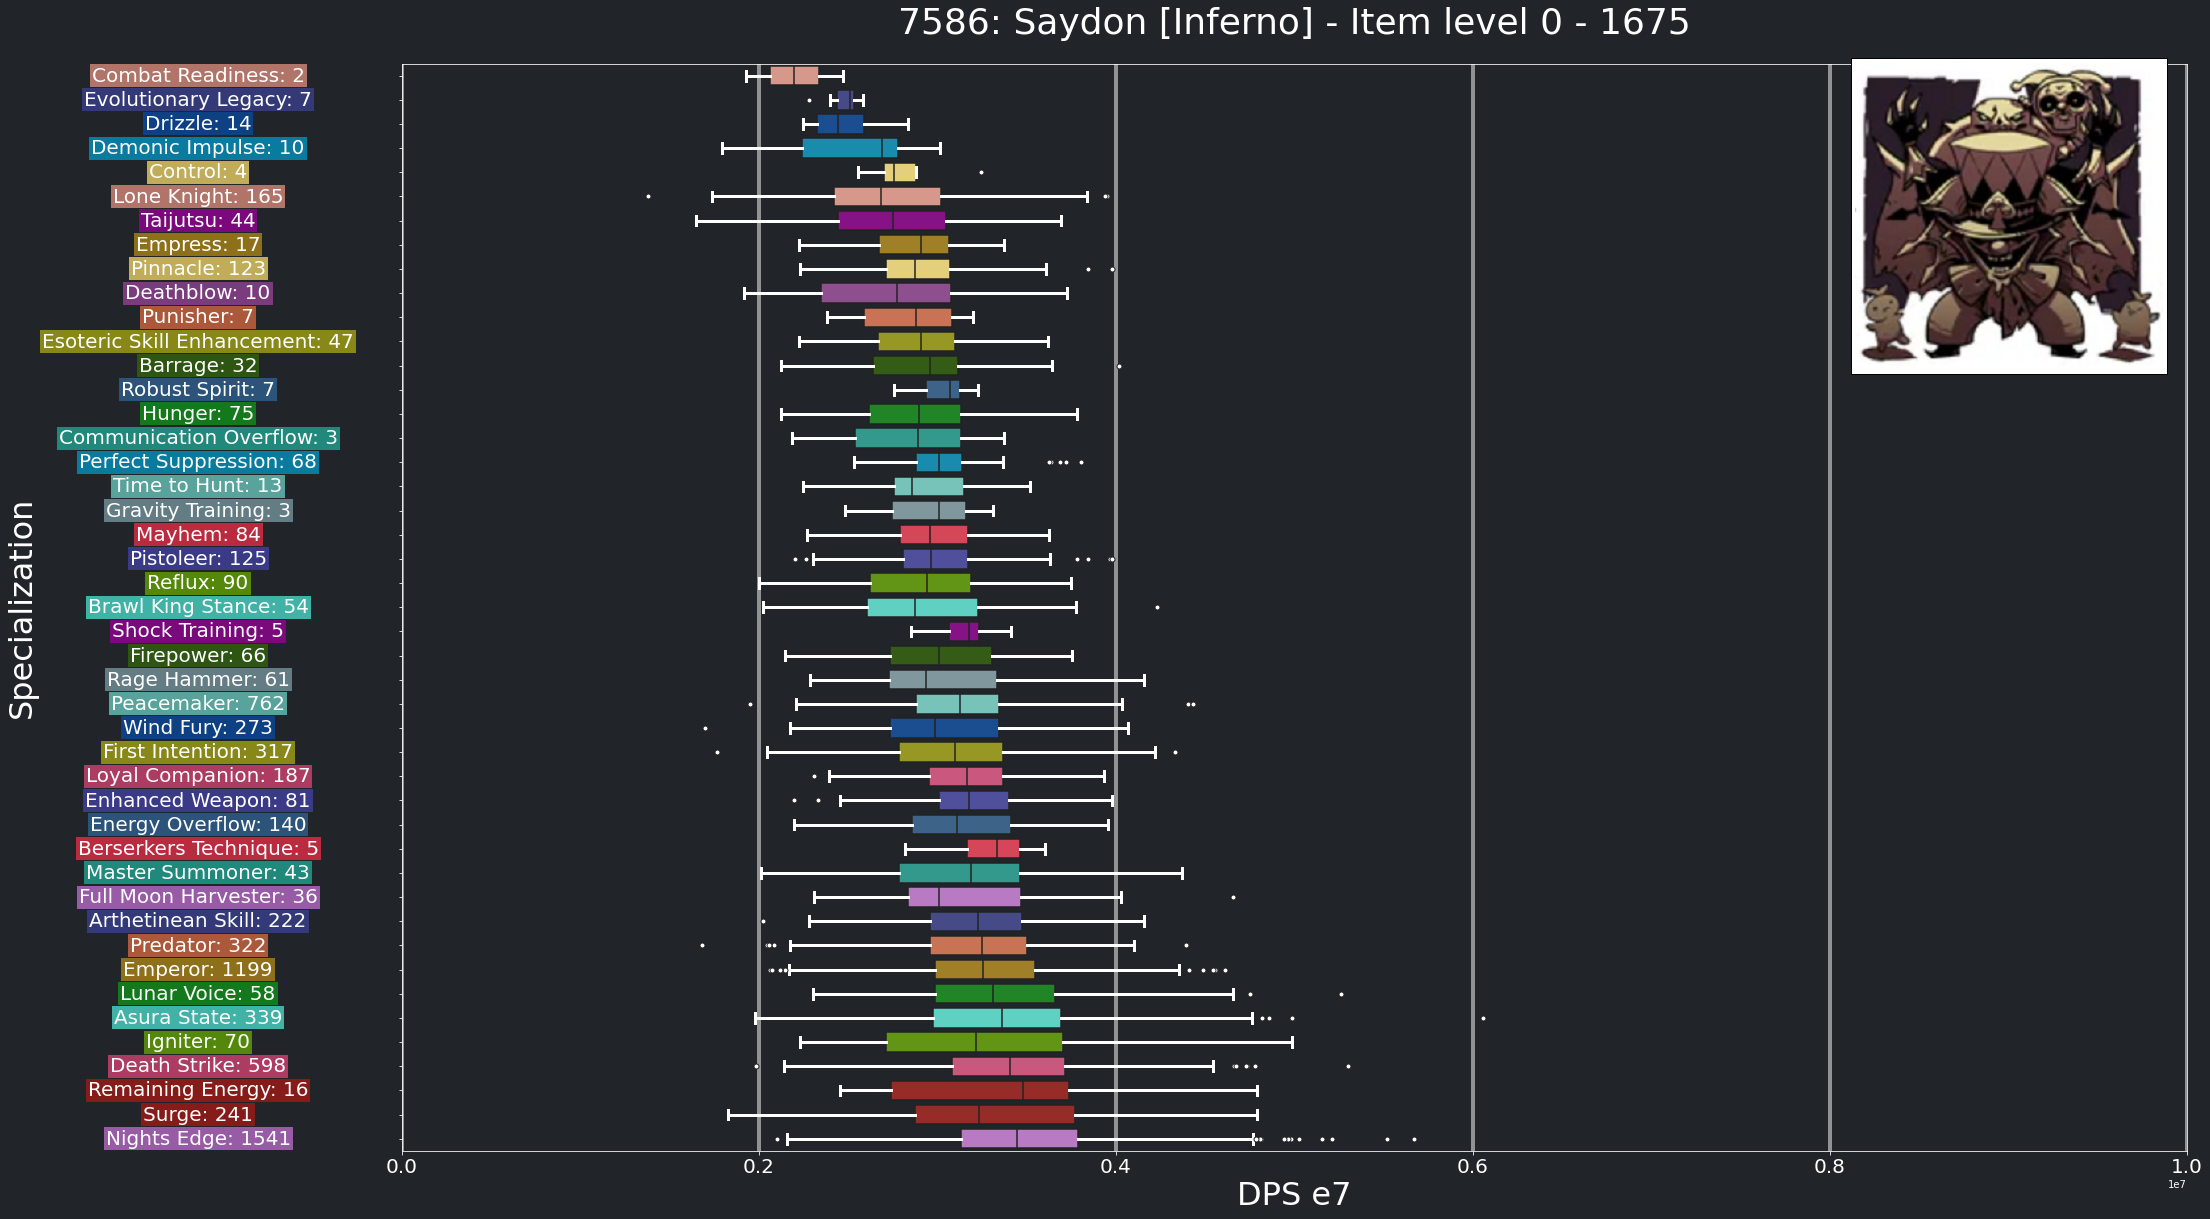 7586: Saydon [Inferno] - Item level 0 - 1675
Combat Readiness: 2
Evolutionary Legacy: 7
Drizzle: 14
Demonic Impulse: 10
Control: 4
Lone Knight: 165
Taijutsu: 44
Empress: 17
Pinnacle: 123
Deathblow: 10
Punisher: 7
Esoteric Skill Enhancement: 47
Barrage: 32
Robust Spirit: 7
Hunger: 75
Communication Overflow: 3
Perfect Suppression: 68
Time to Hunt: 13
Gravity Training: 3
Mayhem: 84
Pistoleer: 125
Reflux: 90
Brawl King Stance: 54
Shock Training: 5
Firepower: 66
Rage Hammer: 61
Peacemaker: 762
Wind Fury: 273
First Intention: 317
Loyal Companion: 187
Enhanced Weapon: 81
Energy Overflow: 140
Berserkers Technique: 5
Master Summoner: 43
Full Moon Harvester: 36
Arthetinean Skill: 222
Predator: 322
Emperor: 1199
Lunar Voice: 58
Asura State: 339
Igniter: 70
Death Strike: 598
Remaining Energy: 16
Surge: 241
Nights Edge: 1541
Specialization
0.0 0.2 0.4 0.6 0.8 1.0
1e7
DPS e7